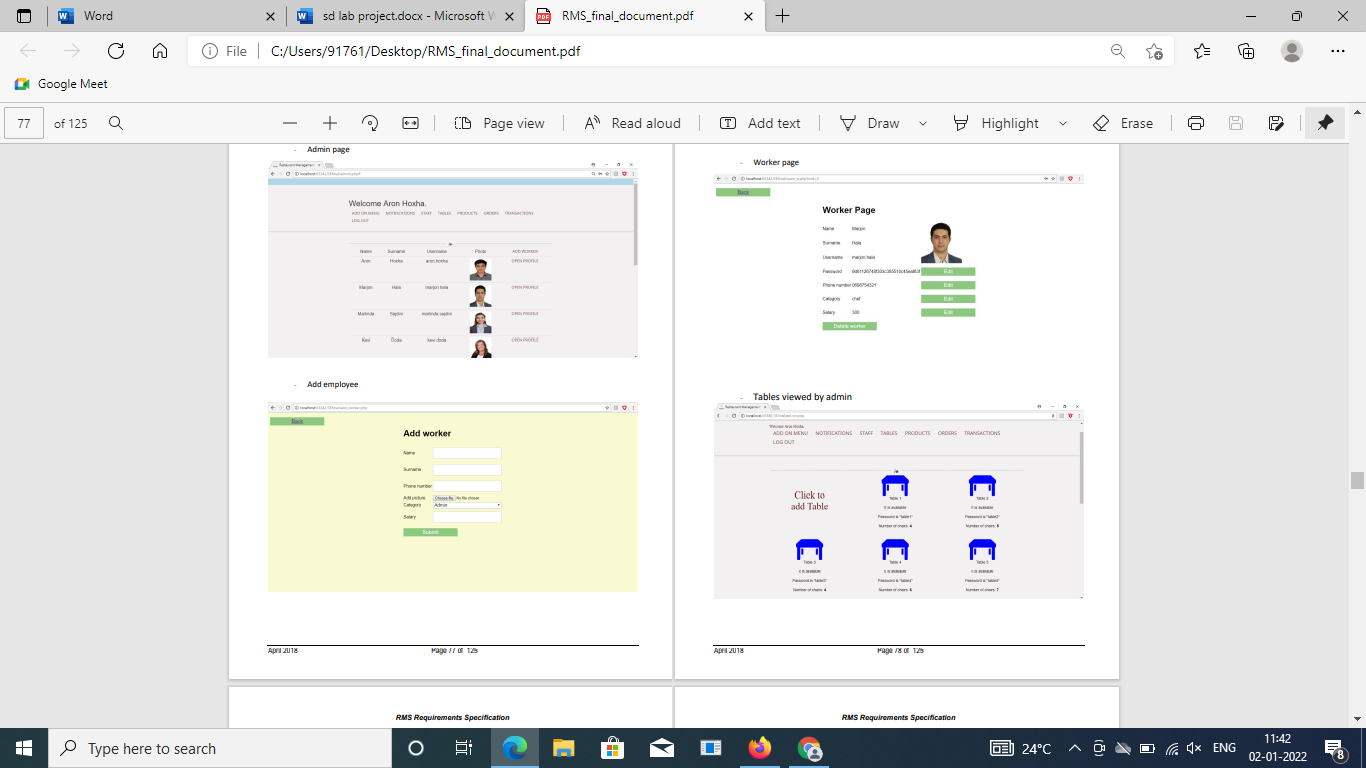 Word
sd lab project.docx - Microsoft W
RMS_final_document.pdf
File
C:/Users/91761/Desktop/RMS_final_document.pdf
Google Meet
77 of 125
Page view
Read aloud
Add text
Draw
Highlight
Erase
- Admin page
Welcome Aron Hoxha.
ADD ON MENU NOTIFICATIONS STAFF TABLES PRODUCTS ORDERS TRANSACTIONS
LOG OUT
Name Surname Username Photo ADD WORKER
Aron Hoxha aron hoxha OPEN PROFILE
Marjon Hala marjon hala OPEN PROFILE
Marlinda Sajdini marlinda sajdini OPEN PROFILE
Kevi Doda kevi doda OPEN PROFILE
- Add employee
Back
Add worker
Name
Surname
Phone number
Add picture Choose file No file chosen
Category Admin
Salary
Submit
April 2018 Page 77 of 125
- Worker page
Back
Worker Page
Name Marjon
Surname Hala
Username marjon hala
Password Edit
Phone number 0698754321 Edit
Category chef Edit
Salary 300 Edit
Delete worker
- Tables viewed by admin
Welcome Aron Hoxha.
ADD ON MENU NOTIFICATIONS STAFF TABLES PRODUCTS ORDERS TRANSACTIONS
LOG OUT
Click to
add Table
Table 1 Table 2
It is available It is available
Password is "table1" Password is "table2"
Number of chairs: 4 Number of chairs: 8
Table 3 Table 4 Table 5
It is available It is available It is available
Password is "table3" Password is "table4" Password is "table5"
Number of chairs: 4 Number of chairs: 6 Number of chairs: 7
April 2018 Page 78 of 125
RMS Requirements Specification
RMS Requirements Specification
Type here to search
24°C
ENG
11:42
02-01-2022
8